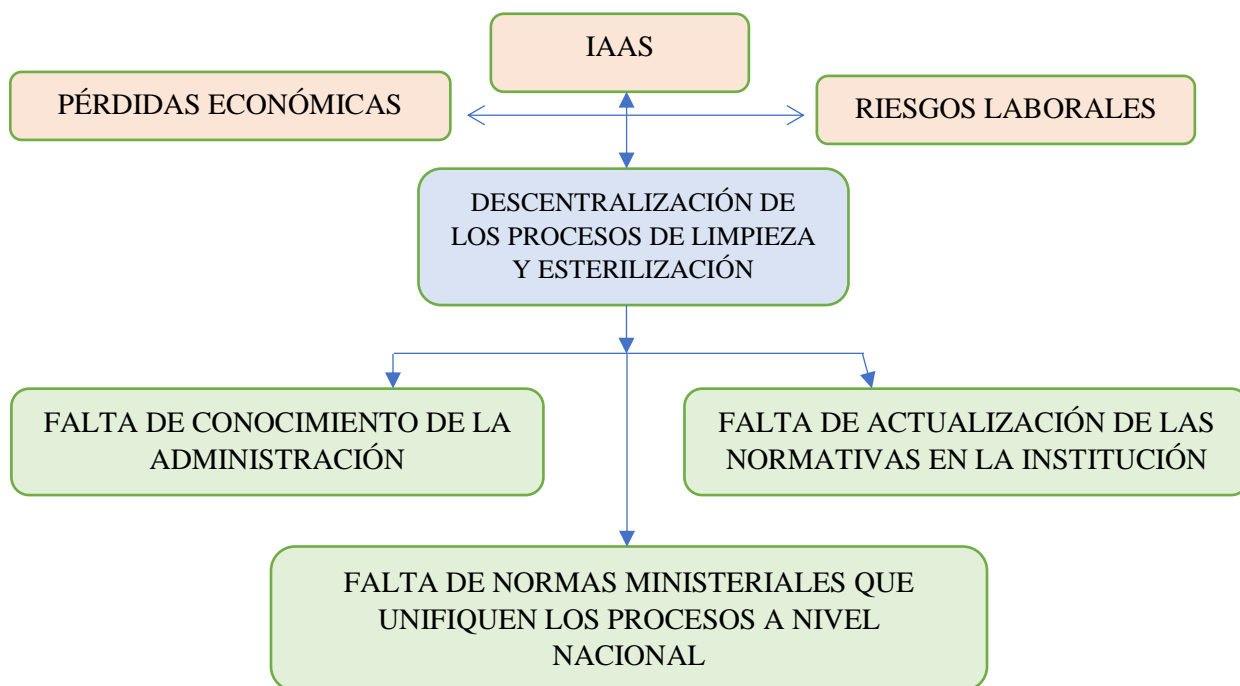 IAAS
PÉRDIDAS ECONÓMICAS
RIESGOS LABORALES
DESCENTRALIZACIÓN DE
LOS PROCESOS DE LIMPIEZA
Y ESTERILIZACIÓN
FALTA DE CONOCIMIENTO DE LA
ADMINISTRACIÓN
FALTA DE ACTUALIZACIÓN DE LAS
NORMATIVAS EN LA INSTITUCIÓN
FALTA DE NORMAS MINISTERIALES QUE
UNIFIQUEN LOS PROCESOS A NIVEL
NACIONAL